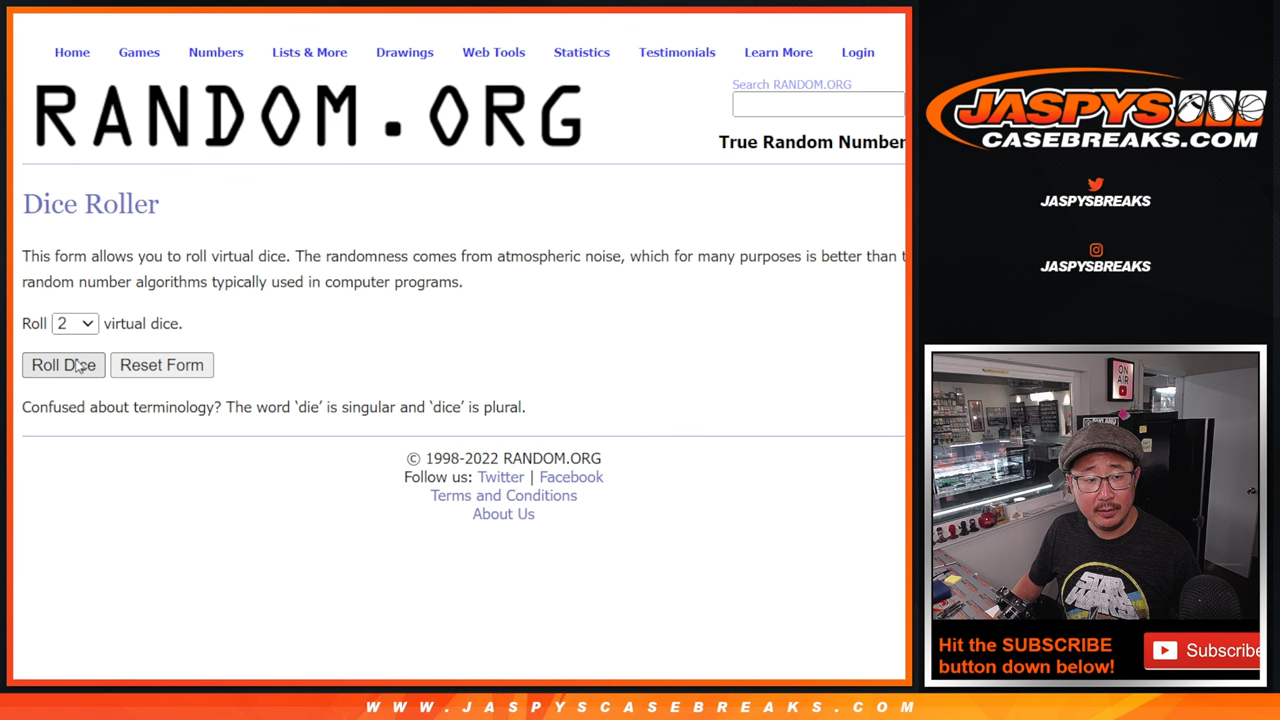 Home Games Numbers Lists & More Drawings Web Tools Statistics Testimonials Learn More Login
RANDOM.ORG
Search RANDOM.ORG
True Random Number
Dice Roller
This form allows you to roll virtual dice. The randomness comes from atmospheric noise, which for many purposes is better than t
random number algorithms typically used in computer programs.
Roll 2 virtual dice.
Roll Dice Reset Form
Confused about terminology? The word ‘die’ is singular and ‘dice’ is plural.
© 1998-2022 RANDOM.ORG
Follow us: Twitter | Facebook
Terms and Conditions
About Us
JASPYS
CASEBREAKS.COM
JASPYSBREAKS
JASPYSBREAKS
ON
AIR
STAR
WARS
Hit the SUBSCRIBE
button down below!
Subscribe
WWW.JASPYSCASEBREAKS.COM